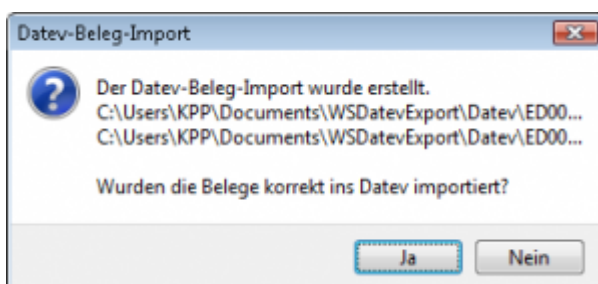 Datev-Beleg-Import
Der Datev-Beleg-Import wurde erstellt.
C:\Users\KPP\Documents\WSDatevExport\Datev\ED00...
C:\Users\KPP\Documents\WSDatevExport\Datev\ED00...
Wurden die Belege korrekt ins Datev importiert?
Ja
Nein